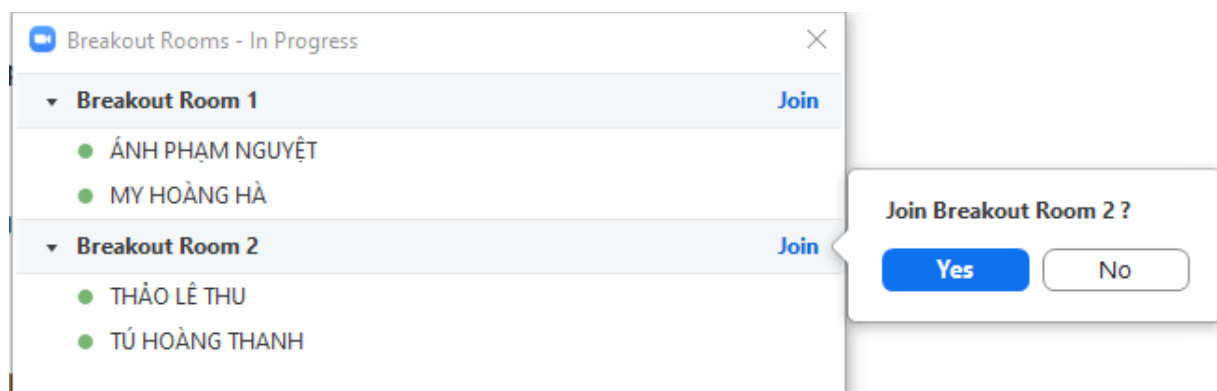 Breakout Rooms - In Progress
Breakout Room 1 Join
ÁNH PHẠM NGUYỆT
MY HOÀNG HÀ
Breakout Room 2 Join
THẢO LÊ THU
TÚ HOÀNG THANH
Join Breakout Room 2 ?
Yes No